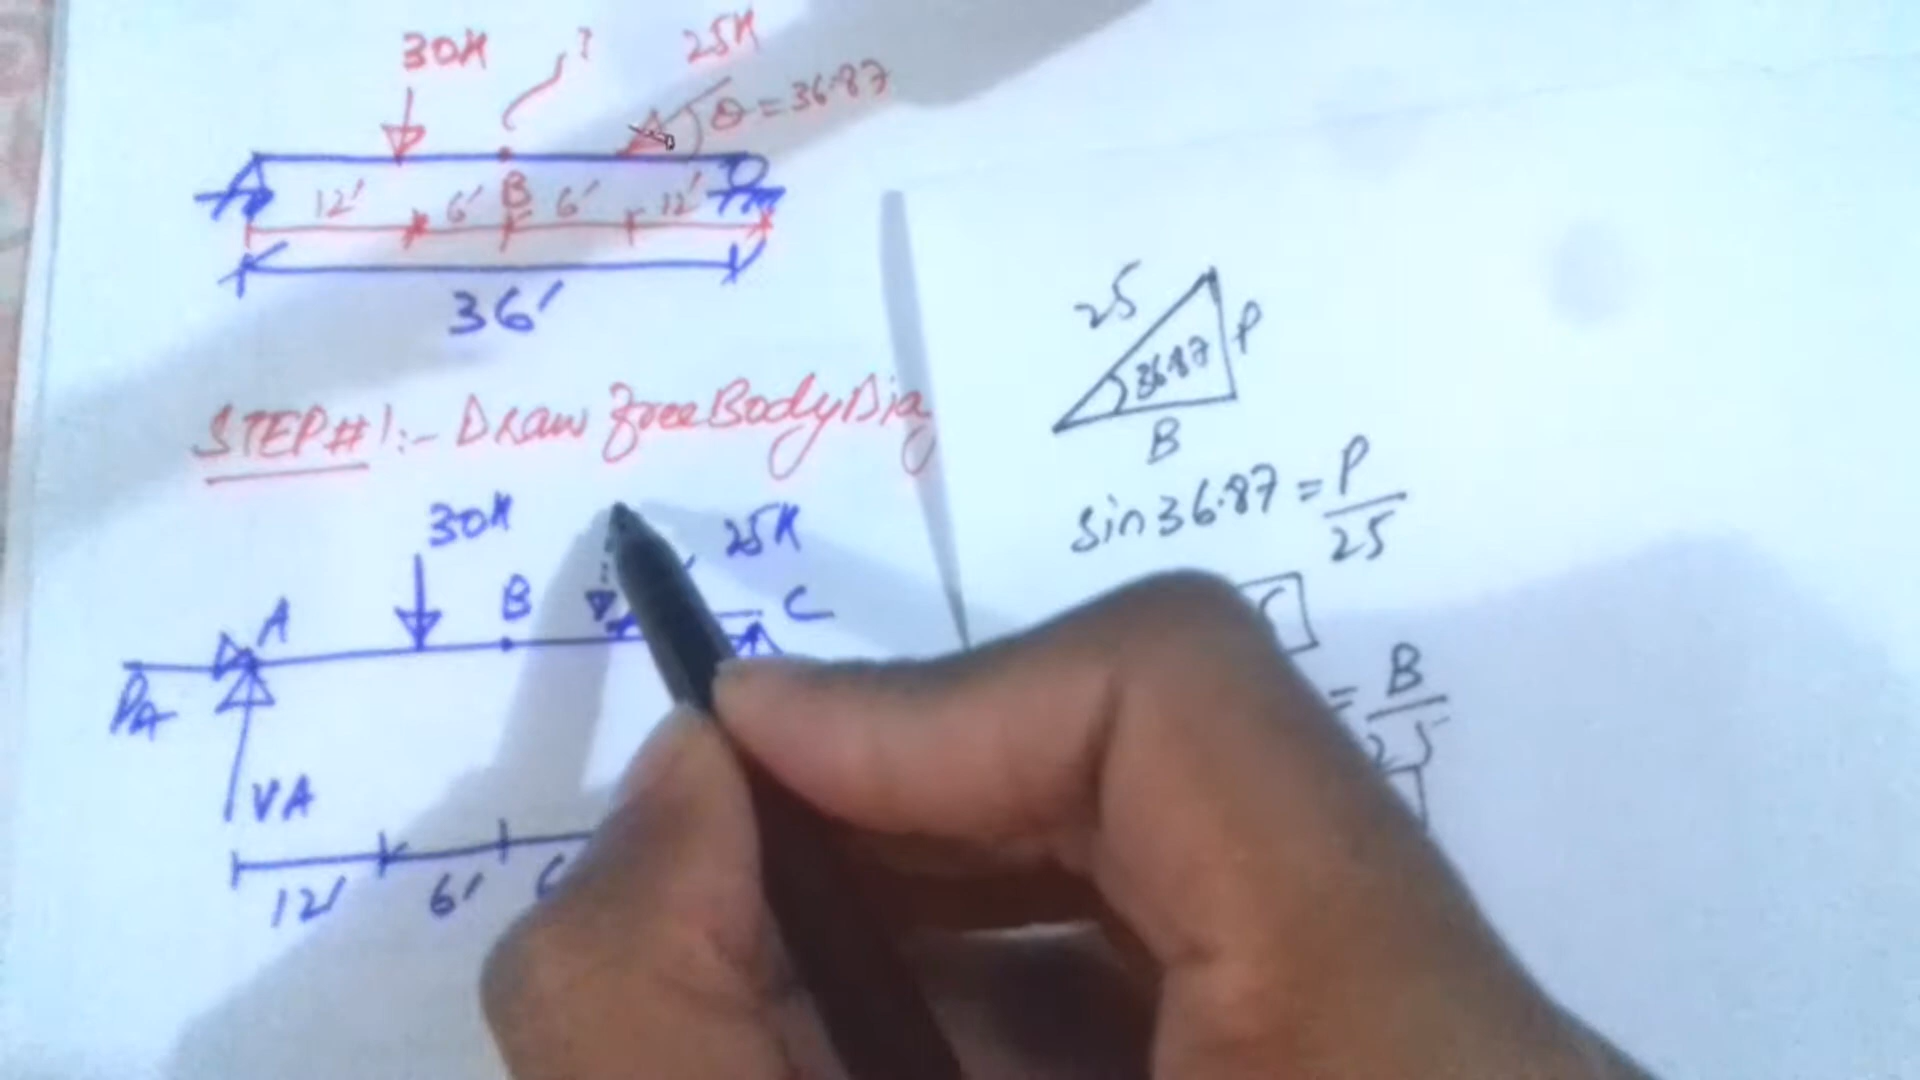 30K ? 25K
θ = 36.87
12' 6' B 6' 12'
36'
STEP#1:- Draw free Body Dia
30K 25K
A B C
PA
VA
12' 6'
25 P
36.87
B
sin 36.87 = P/25
= B/25